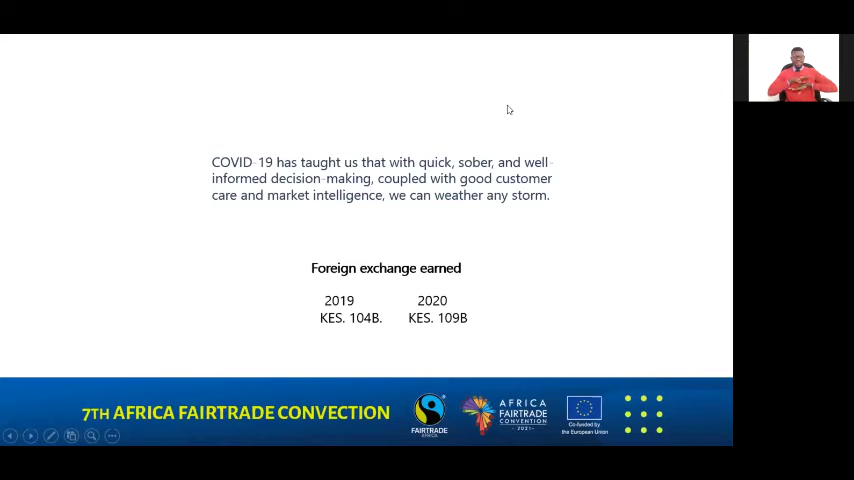 COVID-19 has taught us that with quick, sober, and well-
informed decision-making, coupled with good customer
care and market intelligence, we can weather any storm.
Foreign exchange earned
2019 2020
KES. 104B. KES. 109B
7TH AFRICA FAIRTRADE CONVECTION
FAIRTRADE
AFRICA
AFRICA
FAIRTRADE
CONVENTION
- 2021 -
Co-funded by
the European Union